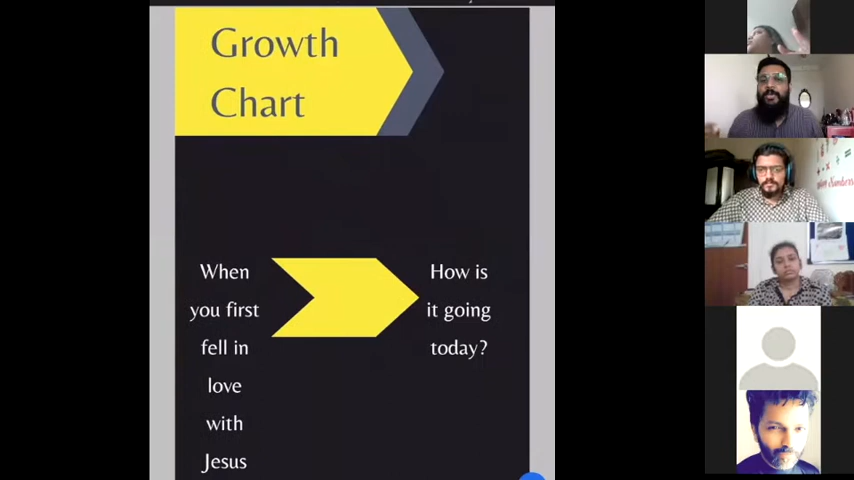 Growth
Chart
When
you first
fell in
love
with
Jesus
How is
it going
today?